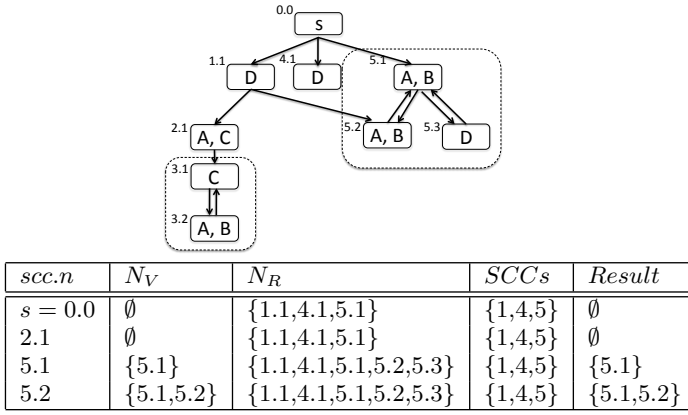 0.0
s
1.1
D
4.1
D
5.1
A, B
2.1
A, C
5.2
A, B
5.3
D
3.1
C
3.2
A, B
scc.n N_V N_R SCCs Result
s = 0.0 ∅ {1.1,4.1,5.1} {1,4,5} ∅
2.1 ∅ {1.1,4.1,5.1} {1,4,5} ∅
5.1 {5.1} {1.1,4.1,5.1,5.2,5.3} {1,4,5} {5.1}
5.2 {5.1,5.2} {1.1,4.1,5.1,5.2,5.3} {1,4,5} {5.1,5.2}